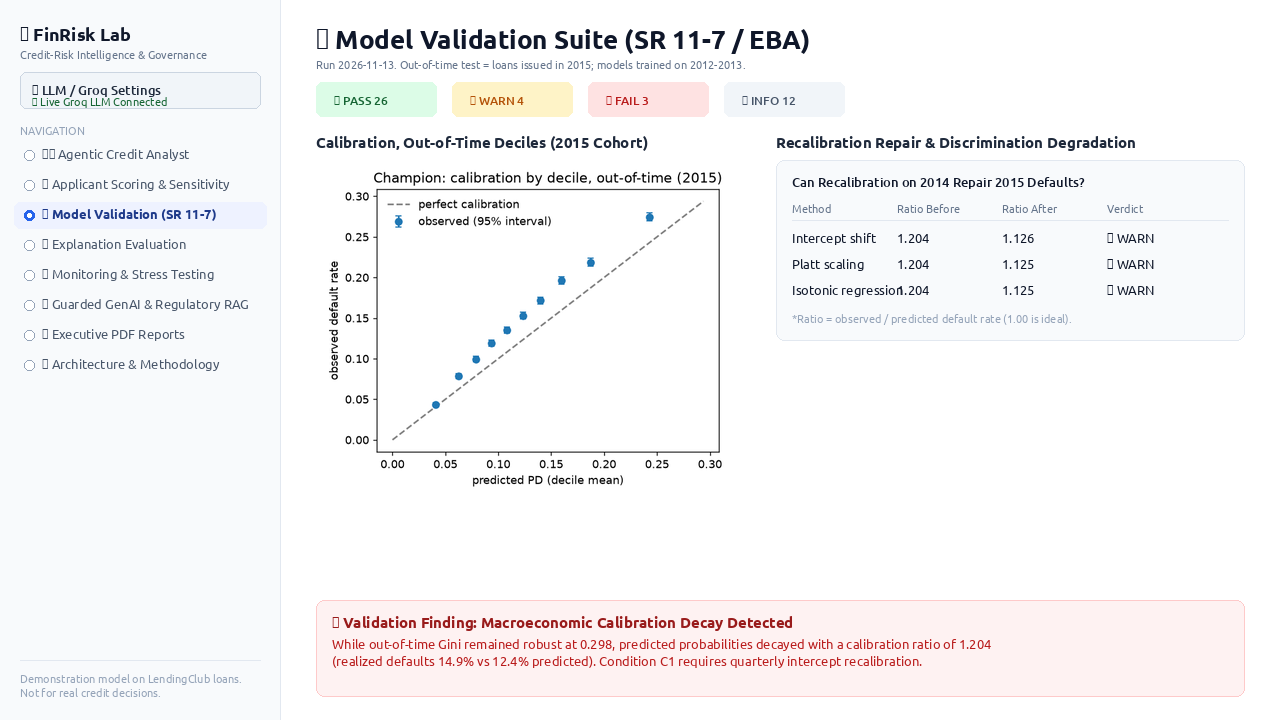 FinRisk Lab
Credit-Risk Intelligence & Governance
LLM / Groq Settings
Live Groq LLM Connected
NAVIGATION
Agentic Credit Analyst
Applicant Scoring & Sensitivity
Model Validation (SR 11-7)
Explanation Evaluation
Monitoring & Stress Testing
Guarded GenAI & Regulatory RAG
Executive PDF Reports
Architecture & Methodology
Demonstration model on LendingClub loans.
Not for real credit decisions.
Model Validation Suite (SR 11-7 / EBA)
Run 2026-11-13. Out-of-time test = loans issued in 2015; models trained on 2012-2013.
PASS 26
WARN 4
FAIL 3
INFO 12
Calibration, Out-of-Time Deciles (2015 Cohort)
Champion: calibration by decile, out-of-time (2015)
perfect calibration
observed (95% interval)
observed default rate
0.30
0.25
0.20
0.15
0.10
0.05
0.00
0.00 0.05 0.10 0.15 0.20 0.25 0.30
predicted PD (decile mean)
Recalibration Repair & Discrimination Degradation
Can Recalibration on 2014 Repair 2015 Defaults?
Method Ratio Before Ratio After Verdict
Intercept shift 1.204 1.126 WARN
Platt scaling 1.204 1.125 WARN
Isotonic regression 1.204 1.125 WARN
*Ratio = observed / predicted default rate (1.00 is ideal).
Validation Finding: Macroeconomic Calibration Decay Detected
While out-of-time Gini remained robust at 0.298, predicted probabilities decayed with a calibration ratio of 1.204
(realized defaults 14.9% vs 12.4% predicted). Condition C1 requires quarterly intercept recalibration.